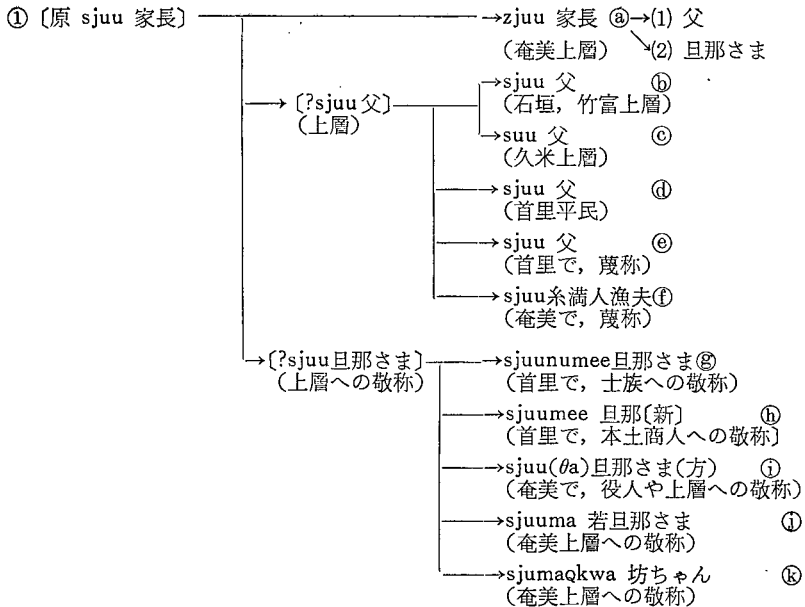 ① 〔原 sjuu 家長〕 →zjuu 家長 ⓐ→(1) 父
(奄美上層) (2) 旦那さま
→sjuu 父 ⓑ
→〔?sjuu父〕 (石垣，竹富上層)
(上層) →suu 父 ⓒ
(久米上層)
→sjuu 父 ⓓ
(首里平民)
→sjuu 父 ⓔ
(首里で，蔑称)
→sjuu糸満人漁夫ⓕ
(奄美で，蔑称)
→〔?sjuu旦那さま〕 →sjuunumee旦那さまⓖ
(上層への敬称) (首里で，士族への敬称)
→sjuumee 旦那〔新〕 ⓗ
(首里で，本土商人への敬称〕
→sjuu(θa)旦那さま(方) ⓘ
(奄美で，役人や上層への敬称)
→sjuuma 若旦那さま ⓙ
(奄美上層への敬称)
→sjumaQkwa 坊ちゃん ⓚ
(奄美上層への敬称)